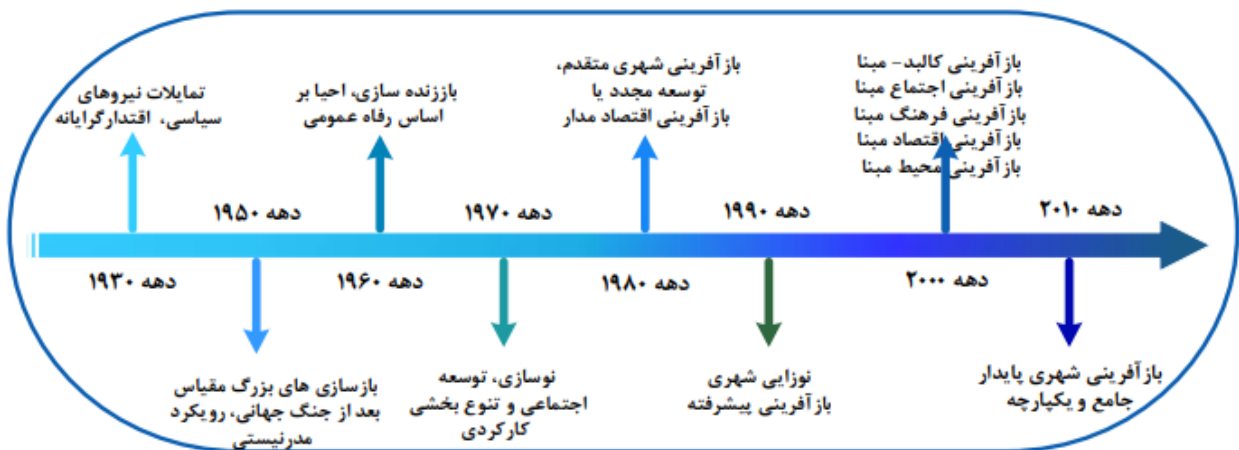 تمایلات نیروهای
سیاسی، اقتدارگرایانه
باززنده سازی، احیا بر
اساس رفاه عمومی
بازآفرینی شهری متقدم،
توسعه مجدد یا
بازآفرینی اقتصاد مدار
بازآفرینی کالبد- مبنا
بازآفرینی اجتماع مبنا
بازآفرینی فرهنگ مبنا
بازآفرینی اقتصاد مبنا
بازآفرینی محیط مبنا
دهه ۱۹۵۰
دهه ۱۹۷۰
دهه ۱۹۹۰
دهه ۲۰۱۰
دهه ۱۹۳۰
دهه ۱۹۶۰
دهه ۱۹۸۰
دهه ۲۰۰۰
بازسازی های بزرگ مقیاس
بعد از جنگ جهانی، رویکرد
مدرنیستی
نوسازی، توسعه
اجتماعی و تنوع بخشی
کارکردی
نوزایی شهری
بازآفرینی پیشرفته
بازآفرینی شهری پایدار
جامع و یکپارچه